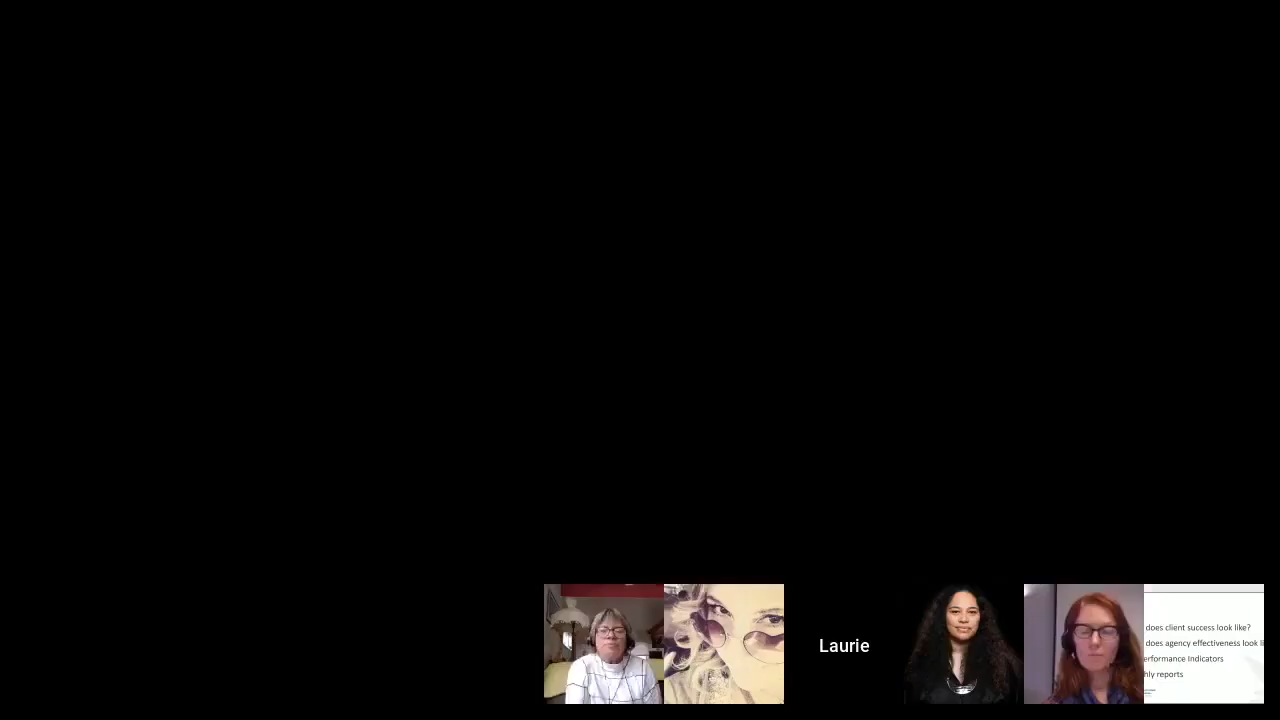 Laurie
does client success look like?
does agency effectiveness look li
erformance Indicators
hly reports